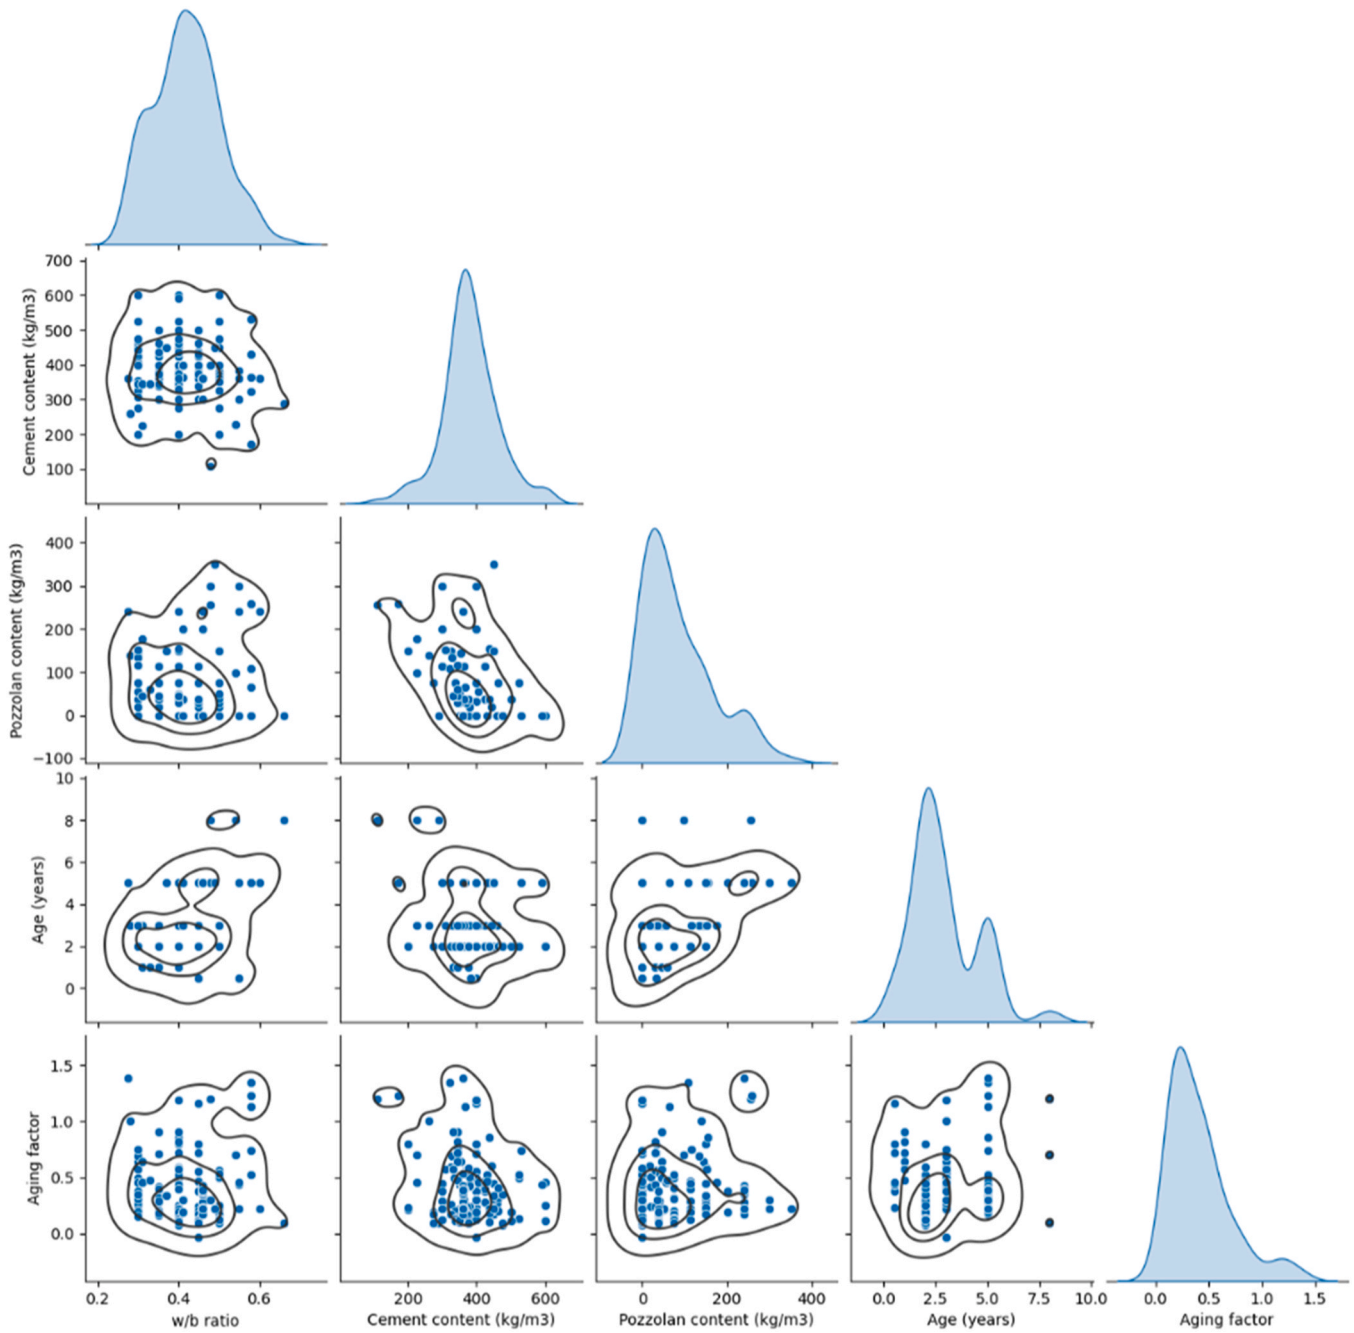 Cement content (kg/m3)
700
600
500
400
300
200
100
Pozzolan content (kg/m3)
400
300
200
100
0
−100
Age (years)
10
8
6
4
2
0
Aging factor
1.5
1.0
0.5
0.0
0.2 0.4 0.6
200 400 600
0 200 400
0.0 2.5 5.0 7.5 10.0
0.0 0.5 1.0 1.5
w/b ratio
Cement content (kg/m3)
Pozzolan content (kg/m3)
Age (years)
Aging factor